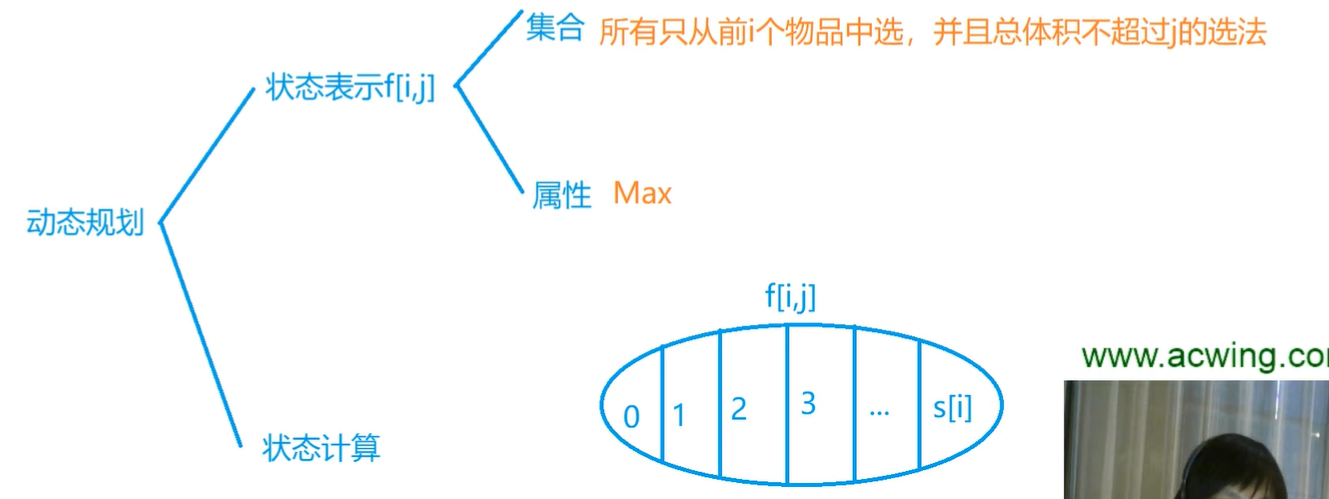 集合 所有只从前i个物品中选，并且总体积不超过j的选法
状态表示f[i,j]
属性 Max
动态规划
f[i,j]
0 1 2 3 ... s[i]
状态计算
www.acwing.co